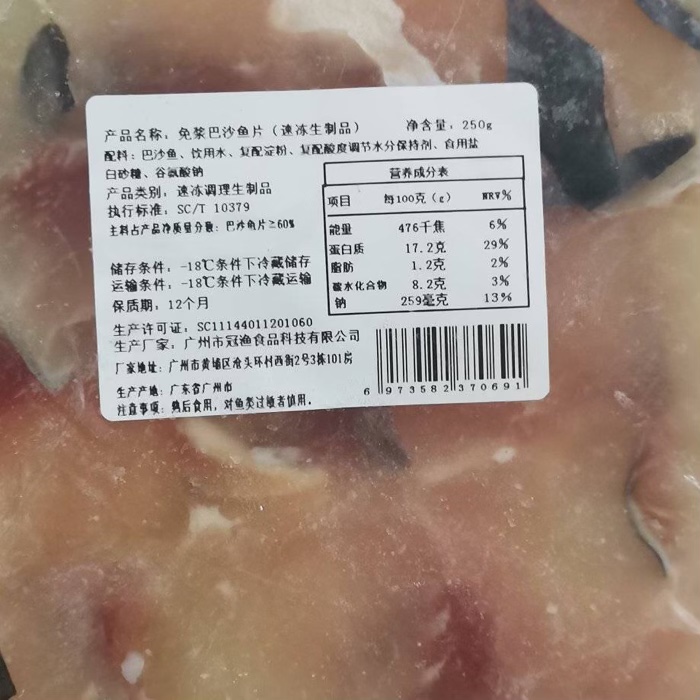 产品名称：免浆巴沙鱼片（速冻生制品） 净含量：250g
配料：巴沙鱼、饮用水、复配淀粉、复配酸度调节水分保持剂、食用盐
白砂糖、谷氨酸钠
产品类别：速冻调理生制品
执行标准：SC/T 10379
主料占产品净质量分数：巴沙鱼片≥60%
营养成分表
项目 每100克（g） NRV%
能量 476千焦 6%
蛋白质 17.2克 29%
脂肪 1.2克 2%
碳水化合物 8.2克 3%
钠 259毫克 13%
储存条件：-18℃条件下冷藏储存
运输条件：-18℃条件下冷藏运输
保质期：12个月
生产许可证：SC11144011201060
生产厂家：广州市冠渔食品科技有限公司
厂家地址：广州市黄埔区沧头环村西街2号3栋101房
生产产地：广东省广州市
注意事项：熟后食用，对鱼类过敏者慎用。
6 973582 370691